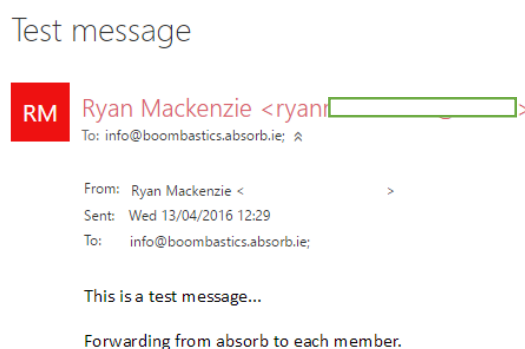 Test message
RM
Ryan Mackenzie <ryan >
To: info@boombastics.absorb.ie;
From: Ryan Mackenzie < >
Sent: Wed 13/04/2016 12:29
To: info@boombastics.absorb.ie;
This is a test message...
Forwarding from absorb to each member.